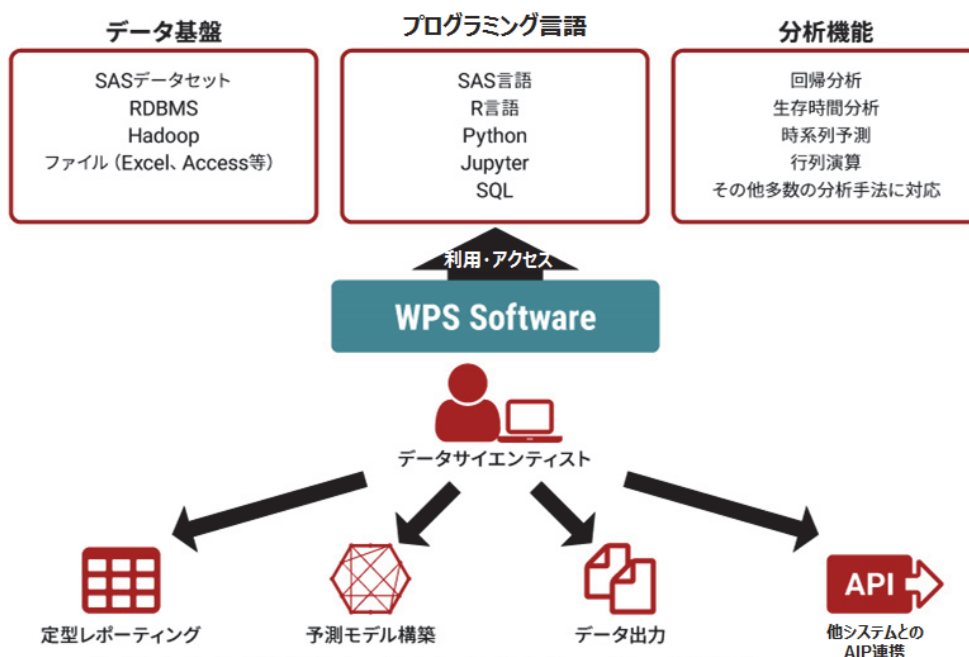 データ基盤
SASデータセット
RDBMS
Hadoop
ファイル（Excel、Access等）
プログラミング言語
SAS言語
R言語
Python
Jupyter
SQL
分析機能
回帰分析
生存時間分析
時系列予測
行列演算
その他多数の分析手法に対応
利用・アクセス
WPS Software
データサイエンティスト
定型レポーティング
予測モデル構築
データ出力
API
他システムとの
AIP連携